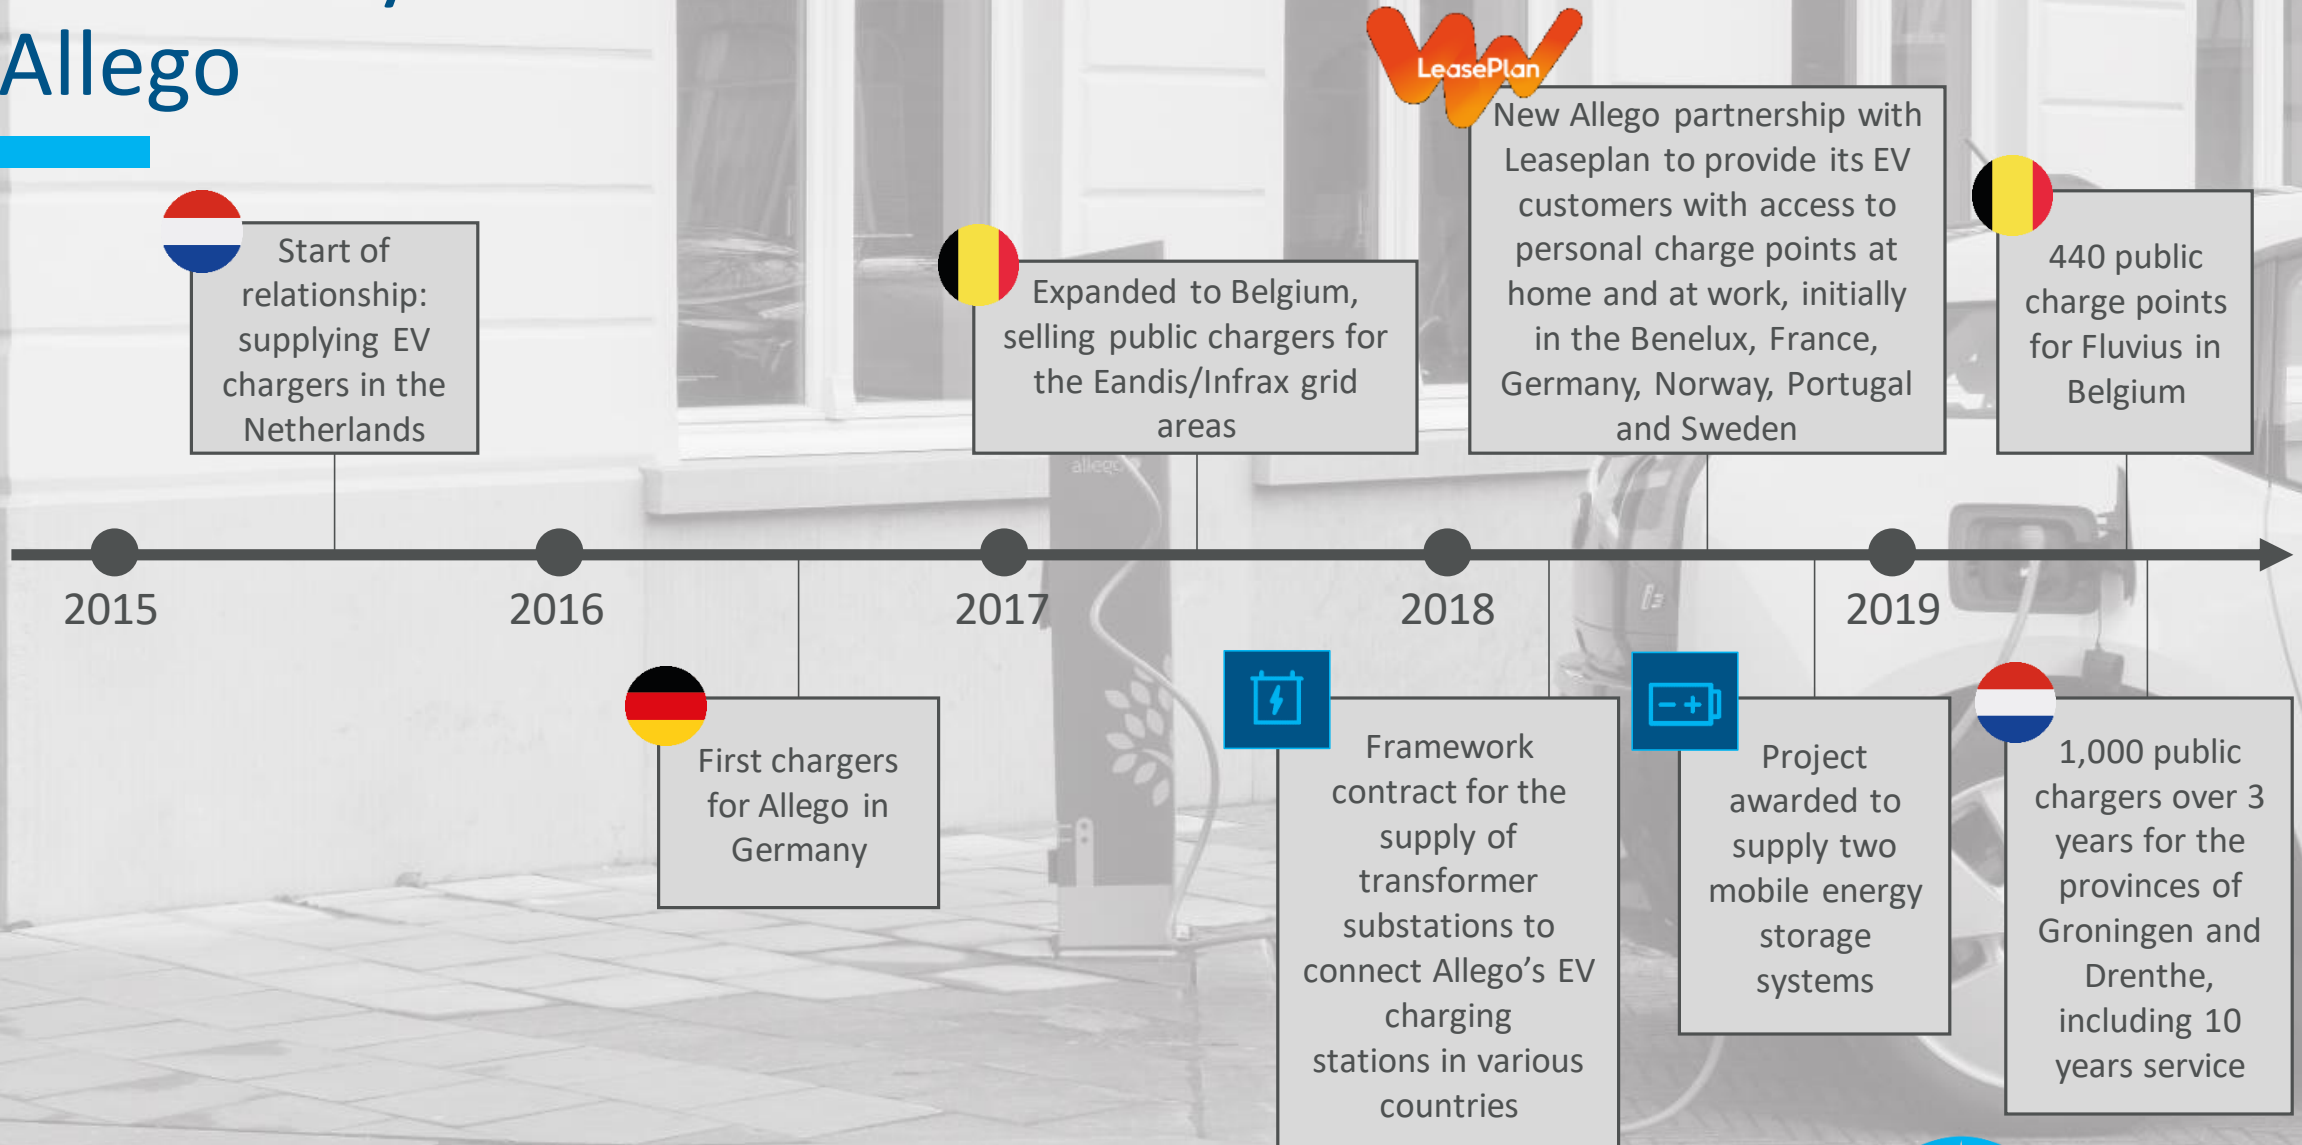 Allego
LeasePlan
New Allego partnership with
Leaseplan to provide its EV
customers with access to
personal charge points at
home and at work, initially
in the Benelux, France,
Germany, Norway, Portugal
and Sweden
Start of
relationship:
supplying EV
chargers in the
Netherlands
Expanded to Belgium,
selling public chargers for
the Eandis/Infrax grid
areas
440 public
charge points
for Fluvius in
Belgium
allego
2015
2016
2017
2018
2019
First chargers
for Allego in
Germany
Framework
contract for the
supply of
transformer
substations to
connect Allego’s EV
charging
stations in various
countries
Project
awarded to
supply two
mobile energy
storage
systems
1,000 public
chargers over 3
years for the
provinces of
Groningen and
Drenthe,
including 10
years service